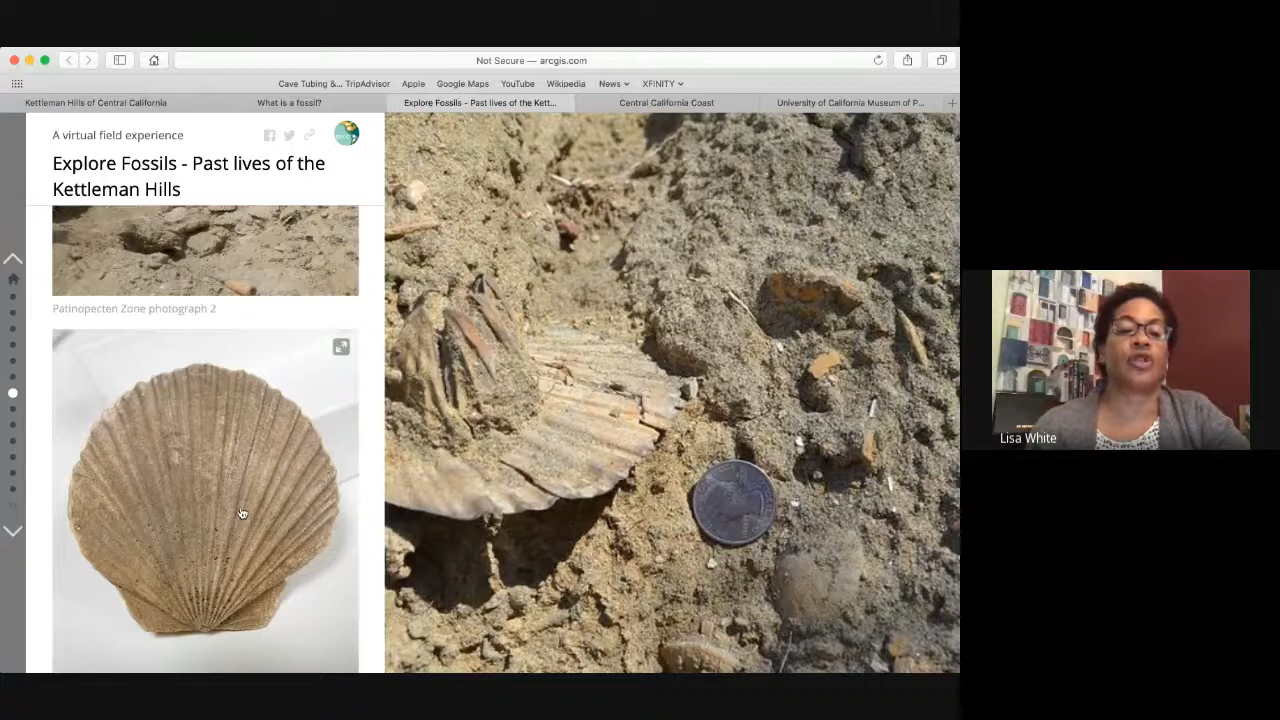 Not Secure — arcgis.com
Cave Tubing &... TripAdvisor Apple Google Maps YouTube Wikipedia News XFINITY
Kettleman Hills of Central California What is a fossil? Explore Fossils - Past lives of the Kett... Central California Coast University of California Museum of P...
A virtual field experience
Explore Fossils - Past lives of the
Kettleman Hills
Patinopecten Zone photograph 2
Lisa White